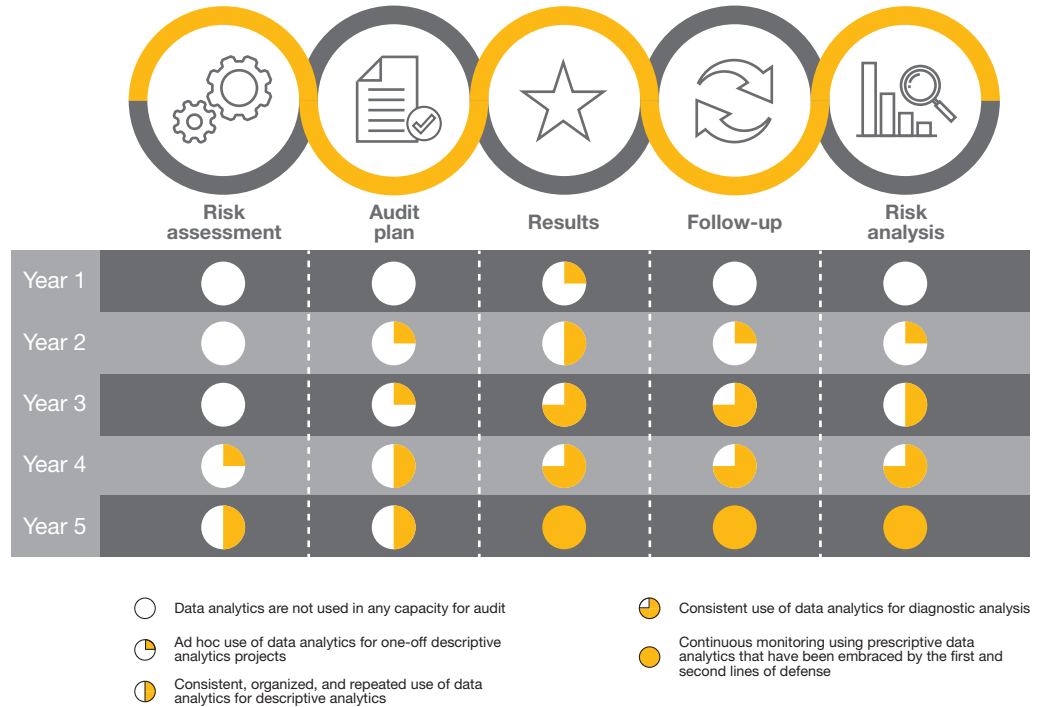 Risk
assessment
Audit
plan
Results
Follow-up
Risk
analysis
Year 1
Year 2
Year 3
Year 4
Year 5
Data analytics are not used in any capacity for audit
Ad hoc use of data analytics for one-off descriptive
analytics projects
Consistent, organized, and repeated use of data
analytics for descriptive analytics
Consistent use of data analytics for diagnostic analysis
Continuous monitoring using prescriptive data
analytics that have been embraced by the first and
second lines of defense